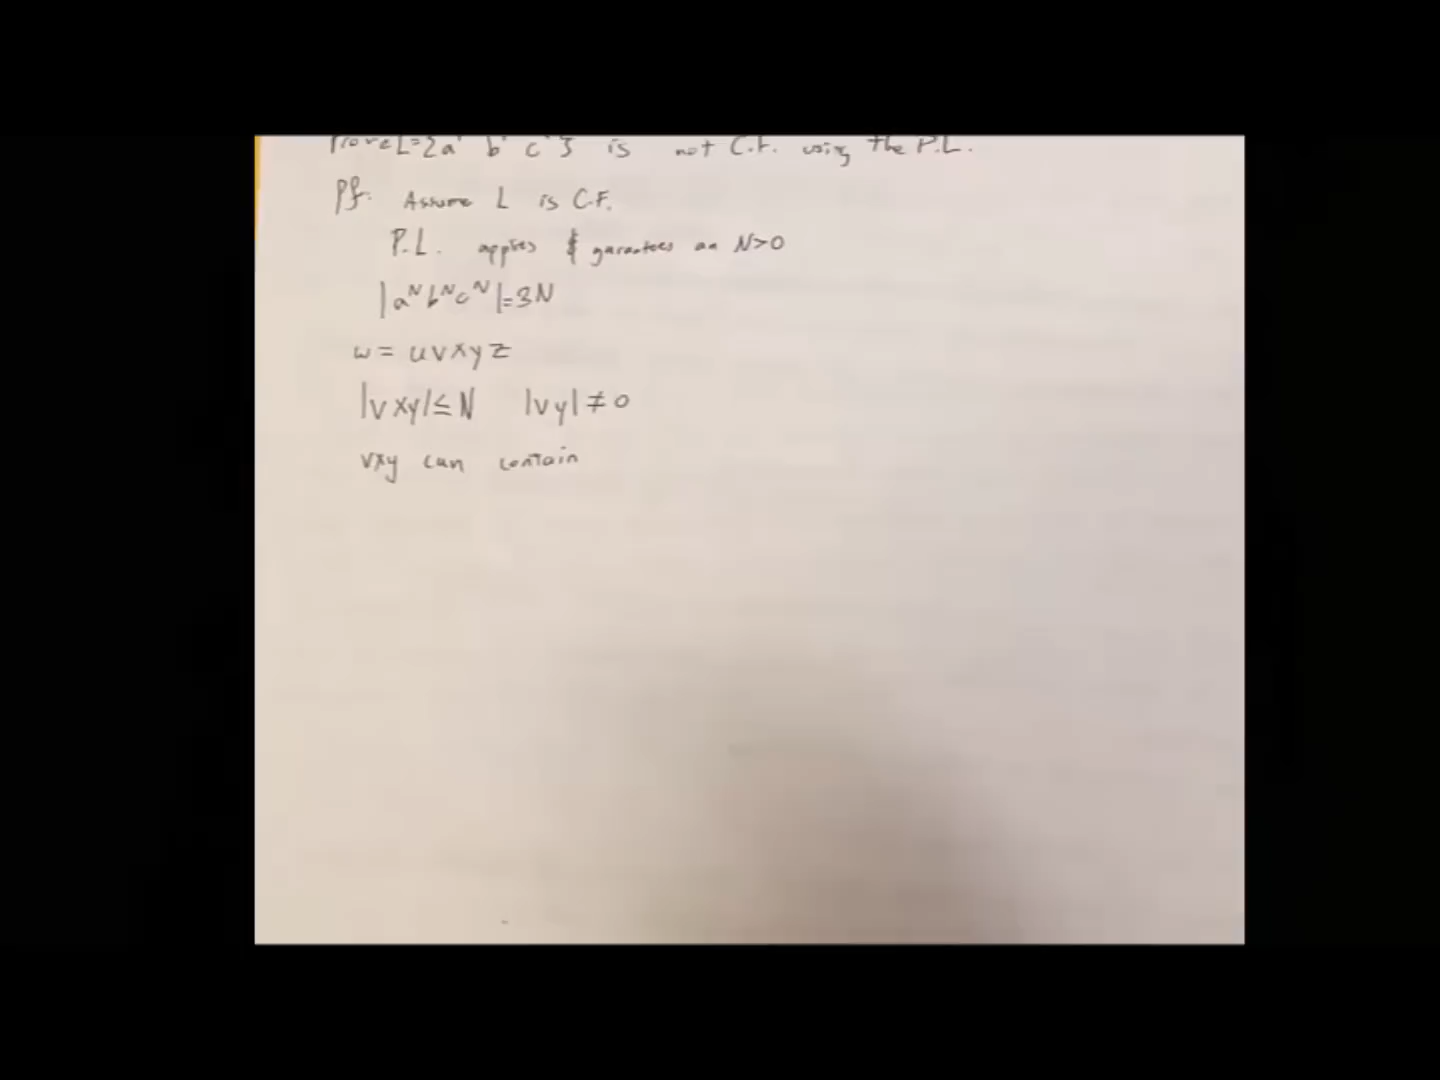 Prove L={a^i b^i c^i} is not C.F. using the P.L.
Pf. Assume L is C.F.
P.L. applies & garantees an N>0
|a^N b^N c^N|=3N
w = uvxyz
|vxy|≤N |vy|≠0
vxy can contain